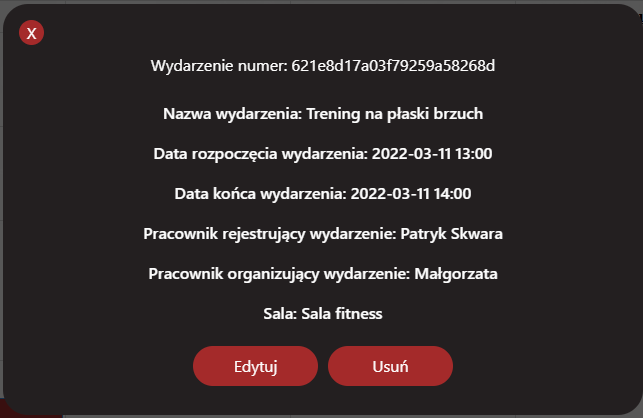 X
Wydarzenie numer: 621e8d17a03f79259a58268d
Nazwa wydarzenia: Trening na płaski brzuch
Data rozpoczęcia wydarzenia: 2022-03-11 13:00
Data końca wydarzenia: 2022-03-11 14:00
Pracownik rejestrujący wydarzenie: Patryk Skwara
Pracownik organizujący wydarzenie: Małgorzata
Sala: Sala fitness
Edytuj Usuń